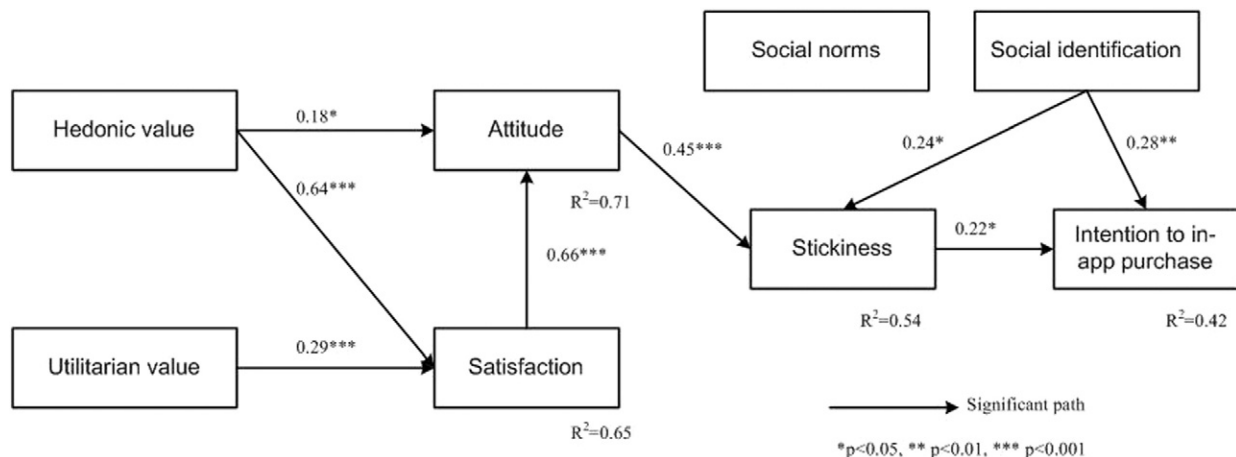 Social norms
Social identification
Hedonic value
0.18*
Attitude
0.45***
0.24*
0.28**
0.64***
R²=0.71
Stickiness
0.22*
Intention to in-
app purchase
0.66***
R²=0.54
R²=0.42
Utilitarian value
0.29***
Satisfaction
R²=0.65
Significant path
*p<0.05, ** p<0.01, *** p<0.001